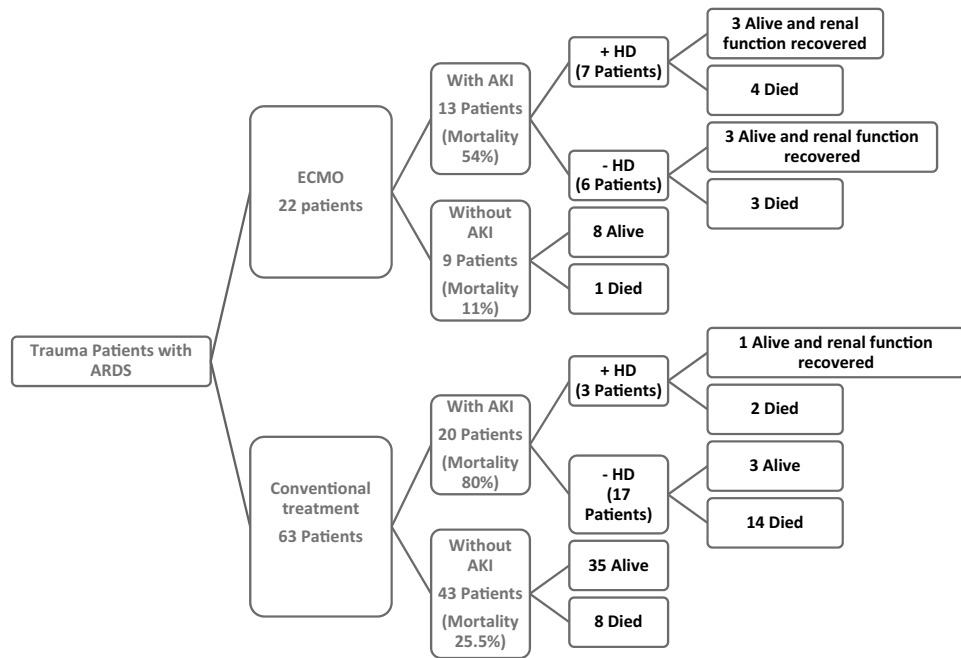 Trauma Patients with
ARDS
ECMO
22 patients
With AKI
13 Patients
(Mortality
54%)
+ HD
(7 Patients)
3 Alive and renal
function recovered
4 Died
- HD
(6 Patients)
3 Alive and renal function
recovered
3 Died
Without
AKI
9 Patients
(Mortality
11%)
8 Alive
1 Died
Conventional
treatment
63 Patients
With AKI
20 Patients
(Mortality
80%)
+ HD
(3 Patients)
1 Alive and renal function
recovered
2 Died
- HD
(17
Patients)
3 Alive
14 Died
Without
AKI
43 Patients
(Mortality
25.5%)
35 Alive
8 Died